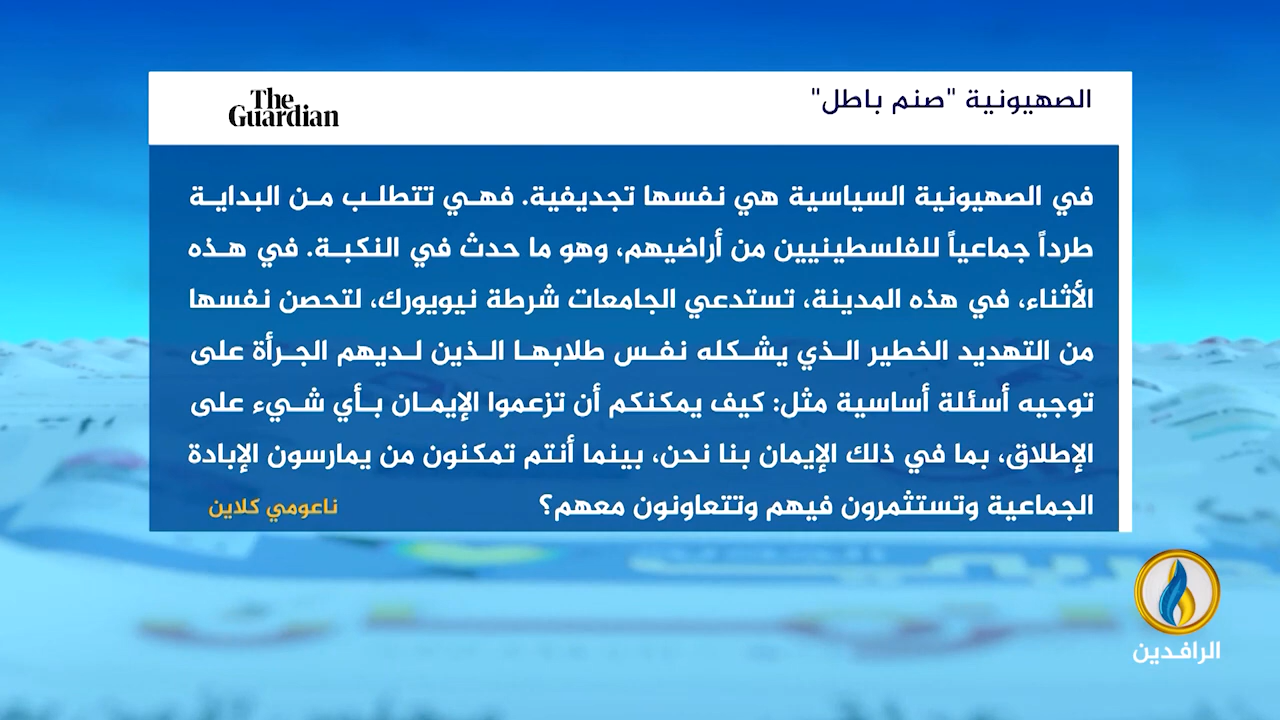 The
Guardian
الصهيونية "صنم باطل"
في الصهيونية السياسية هي نفسها تجديفية. فهي تتطلب من البداية
طرداً جماعياً للفلسطينيين من أراضيهم، وهو ما حدث في النكبة. في هذه
الأثناء، في هذه المدينة، تستدعي الجامعات شرطة نيويورك، لتحصن نفسها
من التهديد الخطير الذي يشكله نفس طلابها الذين لديهم الجرأة على
توجيه أسئلة أساسية مثل: كيف يمكنكم أن تزعموا الإيمان بأي شيء على
الإطلاق، بما في ذلك الإيمان بنا نحن، بينما أنتم تمكنون من يمارسون الإبادة
الجماعية وتستثمرون فيهم وتتعاونون معهم؟
ناعومي كلاين
الرافدين